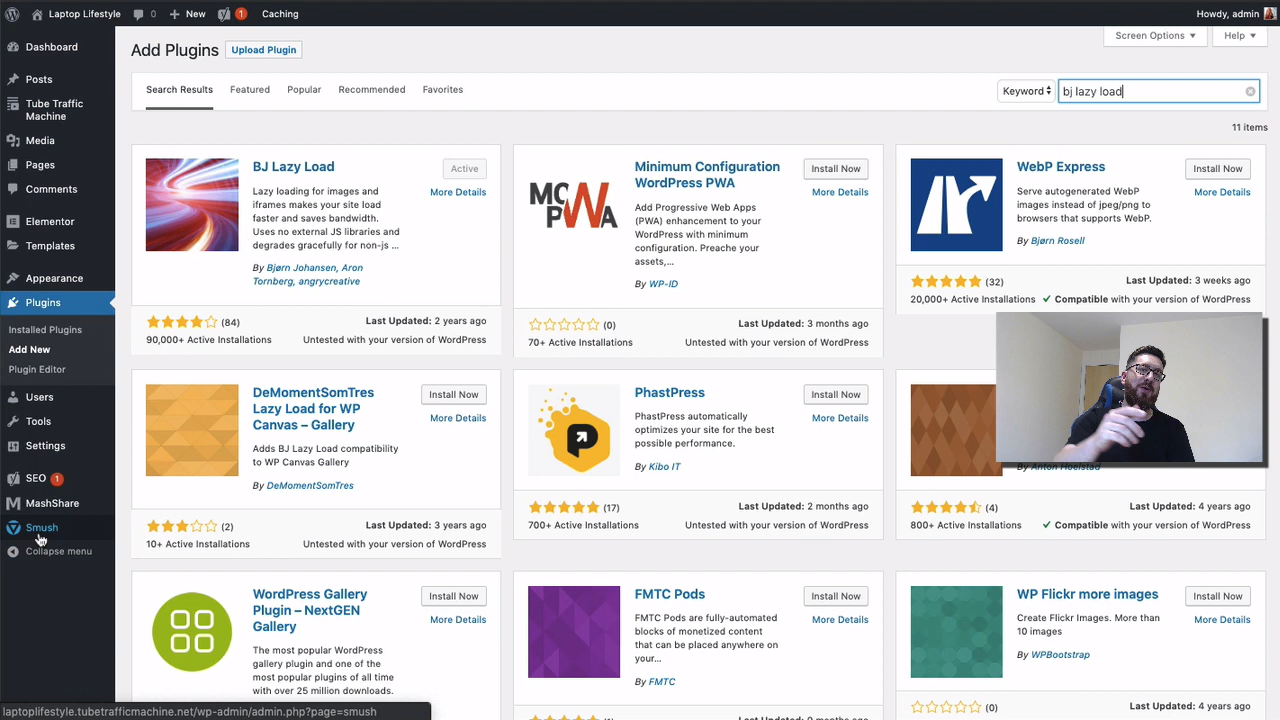 Laptop Lifestyle
0
New
1
Caching
Howdy, admin
Dashboard
Posts
Tube Traffic
Machine
Media
Pages
Comments
Elementor
Templates
Appearance
Plugins
Installed Plugins
Add New
Plugin Editor
Users
Tools
Settings
SEO 1
MashShare
Smush
Collapse menu
Add Plugins
Upload Plugin
Screen Options
Help
Search Results
Featured
Popular
Recommended
Favorites
Keyword
bj lazy load
11 items
BJ Lazy Load
Active
More Details
Lazy loading for images and
iframes makes your site load
faster and saves bandwidth.
Uses no external JS libraries and
degrades gracefully for non-js ...
By Bjørn Johansen, Aron
Tornberg, angrycreative
(84)
Last Updated: 2 years ago
90,000+ Active Installations
Untested with your version of WordPress
MC
PWA
Minimum Configuration
WordPress PWA
Install Now
More Details
Add Progressive Web Apps
(PWA) enhancement to your
WordPress with minimum
configuration. Preache your
assets,...
By WP-ID
(0)
Last Updated: 3 months ago
70+ Active Installations
Untested with your version of WordPress
WebP Express
Install Now
More Details
Serve autogenerated WebP
images instead of jpeg/png to
browsers that supports WebP.
By Bjørn Rosell
(32)
Last Updated: 3 weeks ago
20,000+ Active Installations
Compatible with your version of WordPress
DeMomentSomTres
Lazy Load for WP
Canvas – Gallery
Install Now
More Details
Adds BJ Lazy Load compatibility
to WP Canvas Gallery
By DeMomentSomTres
(2)
Last Updated: 3 years ago
10+ Active Installations
Untested with your version of WordPress
PhastPress
Install Now
More Details
PhastPress automatically
optimizes your site for the best
possible performance.
By Kibo IT
(17)
Last Updated: 2 months ago
700+ Active Installations
Untested with your version of WordPress
By Anton Hoelstad
(4)
Last Updated: 4 years ago
800+ Active Installations
Compatible with your version of WordPress
WordPress Gallery
Plugin – NextGEN
Gallery
Install Now
More Details
The most popular WordPress
gallery plugin and one of the
most popular plugins of all time
with over 25 million downloads.
FMTC Pods
Install Now
More Details
FMTC Pods are fully-automated
blocks of monetized content
that can be placed anywhere on
your...
By FMTC
WP Flickr more images
Install Now
More Details
Create Flickr Images. More than
10 images
By WPBootstrap
(0)
Last Updated: 4 years ago
laptoplifestyle.tubetrafficmachine.net/wp-admin/admin.php?page=smush